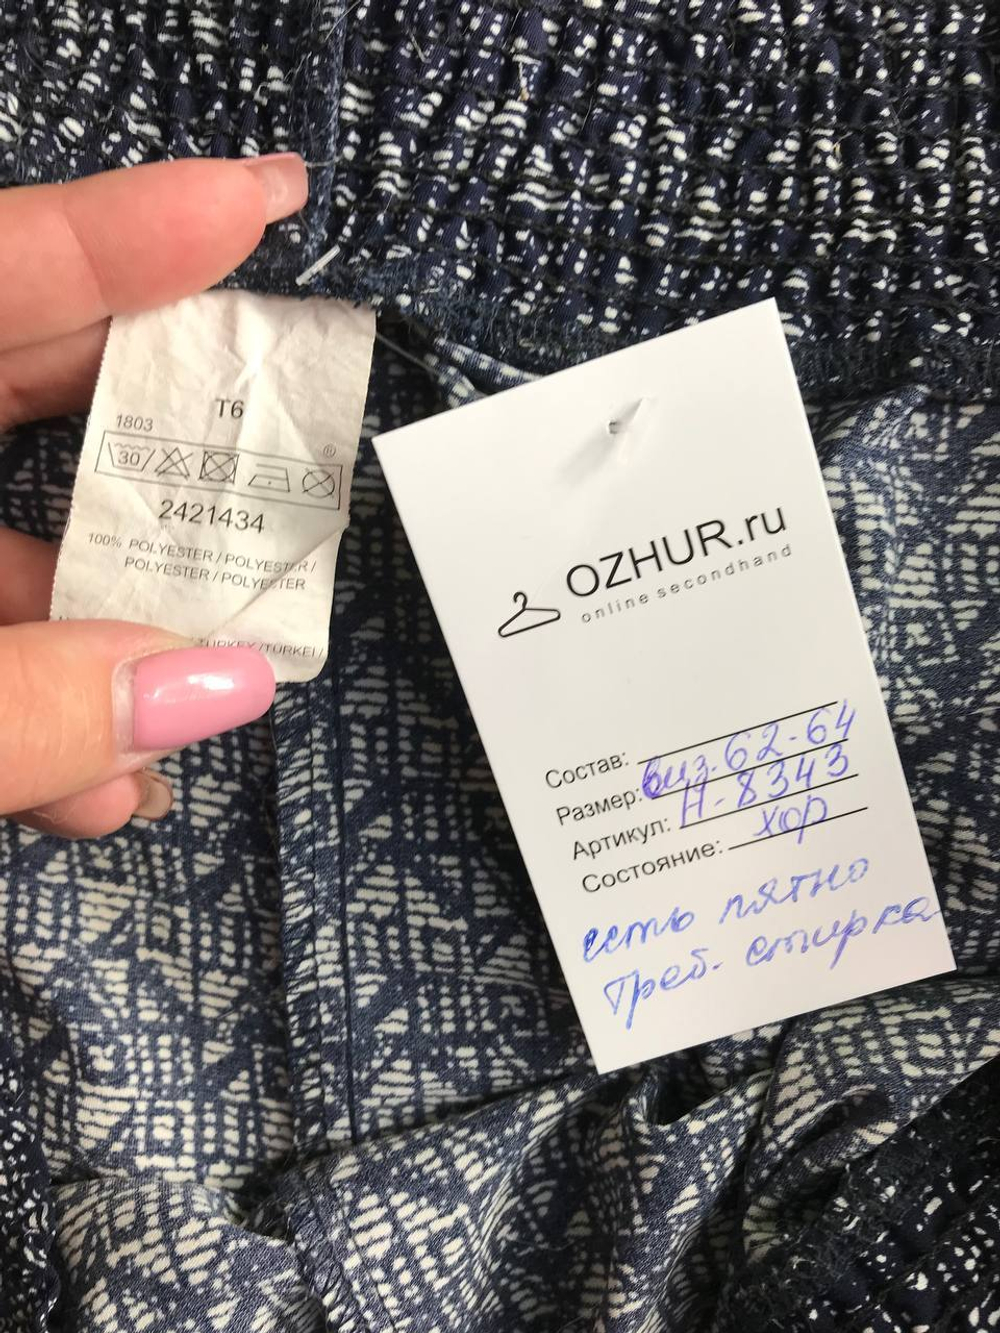 T6
1803
30
®
2421434
100% POLYESTER / POLYESTER /
POLYESTER / POLYESTER
TURKEY /TÜRKEI /
OZHUR.ru
online secondhand
Состав:
Размер: виз. 62-64
Артикул: Н-8343
Состояние: хор
есть пятно
Треб. стирка